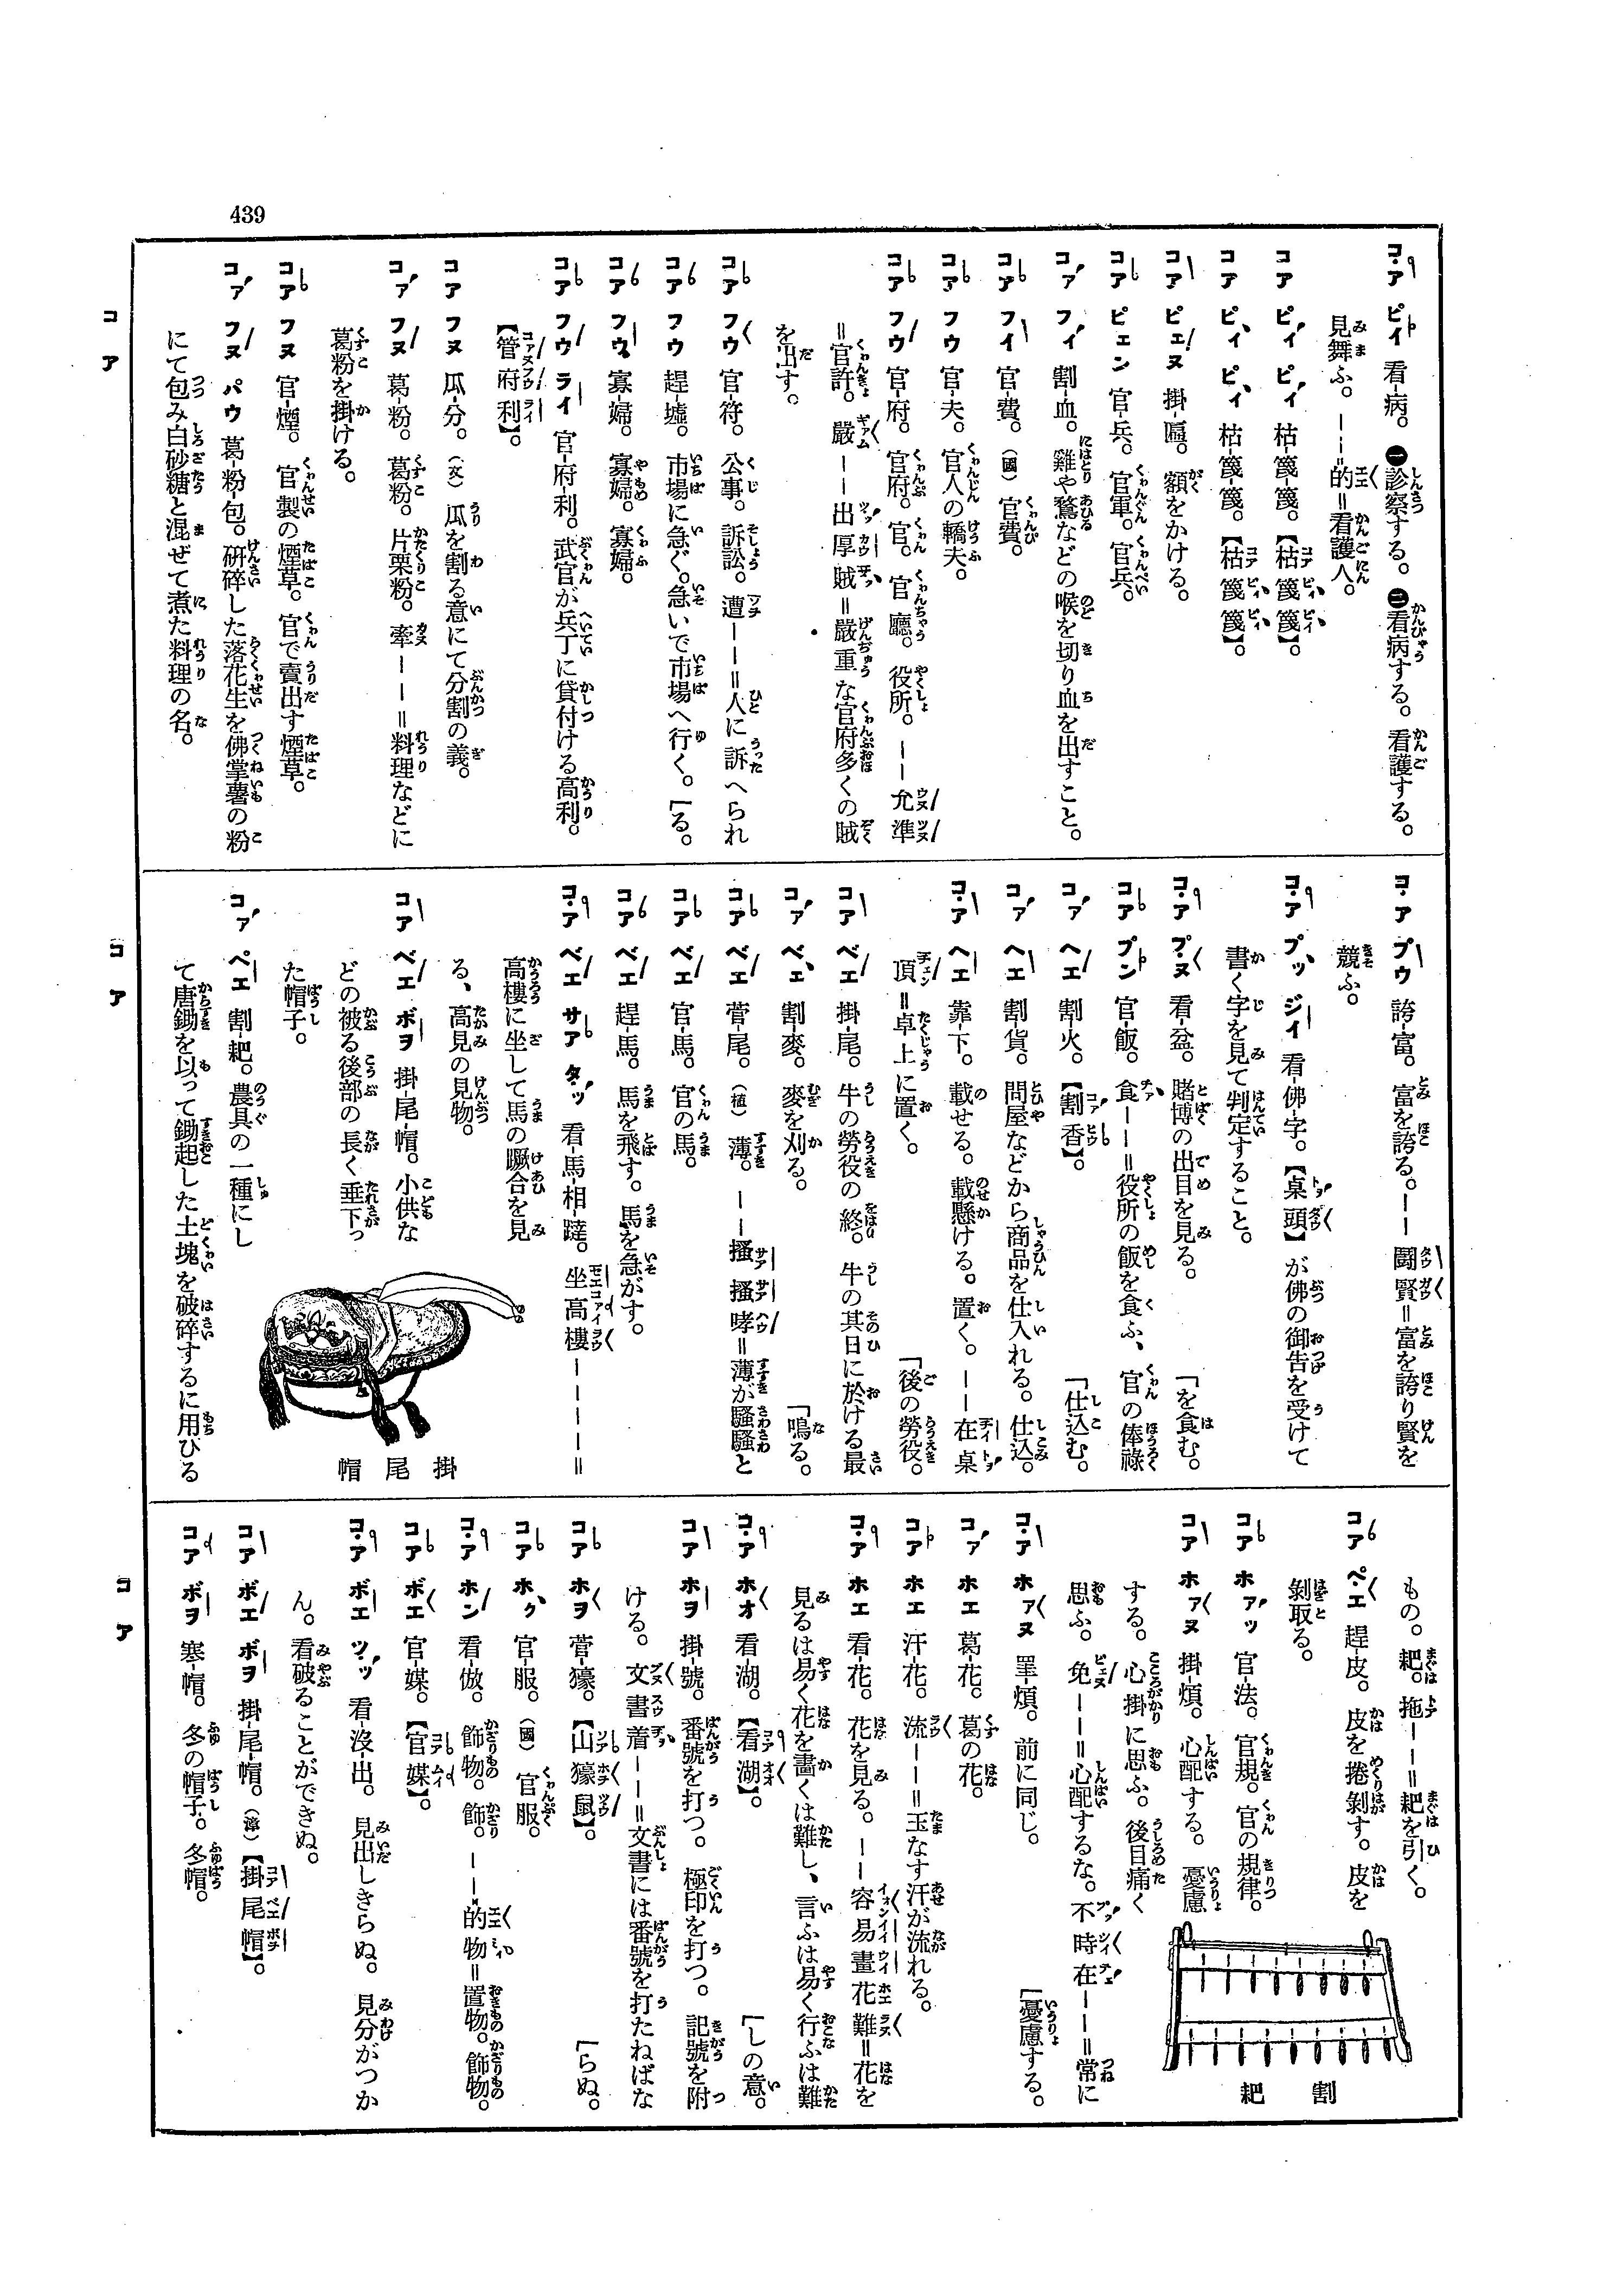 439
コア ピイ 看-病。 ㊀診察する。㊁看病する。看護する。
見舞ふ。――的=看護人。
コア ピイ ピイ 枯-篾-篾。【枯篾篾】。
コア ピイ ピイ 枯-篾-篾。【枯篾篾】。
コア ピエヌ 掛-匾。額をかける。
コア ピエン 官-兵。官軍。官兵。
コア フイ 割-血。雞や鶩などの喉を切り血を出すこと。
コア フイ 官-費。(國)官費。
コア フウ 官-夫。官人の轎夫。
コア フウ 官-府。官府。官。官廳。役所。――允準
=官許。嚴――出厚賊=嚴重な官府多くの賊
を出す。
コア フウ 官-符。公事。訴訟。遭――=人に訴へられ
コア フウ 趕-墟。市場に急ぐ。急いで市場へ行く。「る。
コア フウ 寡-婦。寡婦。寡婦。
コア フウ ライ 官-府-利。武官が兵丁に貸付ける高利。
【管府利】。
コア フヌ 瓜-分。(文)瓜を割る意にて分割の義。
コア フヌ 葛-粉。葛粉。片栗粉。牽――=料理などに
葛粉を掛ける。
コア フヌ 官-煙。官製の煙草。官で賣出す煙草。
コア フヌ パウ 葛-粉-包。研碎した落花生を佛掌薯の粉
にて包み白砂糖と混ぜて煮た料理の名。
コア
コア プウ 誇-富。富を誇る。――鬪賢=富を誇り賢を
競ふ。
コア プッ ジイ 看-佛-字。【桌頭】が佛の御告を受けて
書く字を見て判定すること。
コア プヌ 看-盆。賭博の出目を見る。 「を食む。
コア プン 官-飯。食――=役所の飯を食ふ、官の俸祿
コア ヘエ 割-火。【割香】。 「仕込む。
コア ヘエ 割-貨。問屋などから商品を仕入れる。仕込。
コア ヘエ 靠-下。載せる。載懸ける。置く。――在桌
頂=卓上に置く。 「後の勞役。
コア ベエ 掛-尾。牛の勞役の終。牛の其日に於ける最
コア ベエ 割-麥。麥を刈る。 「鳴る。
コア ベエ 菅-尾。(植)薄。――搔搔哮=薄が騷騷と
コア ベエ 官-馬。官の馬。
コア ベエ 趕-馬。馬を飛す。馬を急がす。
コア ベエ サア タッ 看-馬-相-躂。坐高樓――――=
高樓に坐して馬の蹶合を見
る、高見の見物。
コア ベエ ボヲ 掛-尾-帽。小供な
どの被る後部の長く垂下っ
た帽子。
掛尾帽
コア ペエ 割-耙。農具の一種にし
て唐鋤を以って鋤起した土塊を破碎するに用ひる
コア
もの。耙。拖――=耙を引く。
コア ペエ 趕-皮。皮を捲剝す。皮を
剝取る。
コア ホアッ 官-法。官規。官の規律。
コア ホアヌ 掛-煩。心配する。憂慮
する。心掛に思ふ。後目痛く
思ふ。免――=心配するな。不時在――=常に
割耙
コア ホアヌ 罣-煩。前に同じ。 「憂慮する。
コア ホエ 葛-花。葛の花。
コア ホエ 汗-花。流――=玉なす汗が流れる。
コア ホエ 看-花。花を見る。――容易畫花難=花を
見るは易く花を畵くは難し、言ふは易く行ふは難
コア ホオ 看-湖。【看湖】。 「しの意。
コア ホヲ 掛-號。番號を打つ。極印を打つ。記號を附
ける。文書着――=文書には番號を打たねばな
コア ホヲ 菅-獴。【山獴鼠】。 「らぬ。
コア ホク 官-服。(國)官服。
コア ホン 看-倣。飾物。飾。――的物=置物。飾物。
コア ボエ 官-媒。【官媒】。
コア ボエ ツッ 看-沒-出。見出しきらぬ。見分がつか
ん。看破ることができぬ。
コア ボエ ボヲ 掛-尾-帽。(漳)【掛尾帽】。
コア ボヲ 寒-帽。冬の帽子。冬帽。
コア